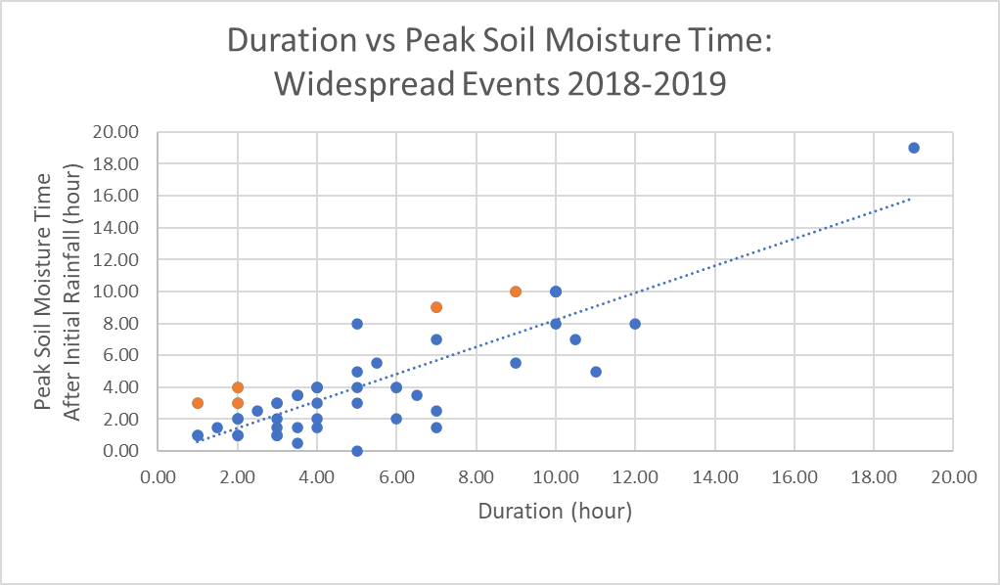 Duration vs Peak Soil Moisture Time:
Widespread Events 2018-2019
Peak Soil Moisture Time
After Initial Rainfall (hour)
20.00
18.00
16.00
14.00
12.00
10.00
8.00
6.00
4.00
2.00
0.00
0.00 2.00 4.00 6.00 8.00 10.00 12.00 14.00 16.00 18.00 20.00
Duration (hour)